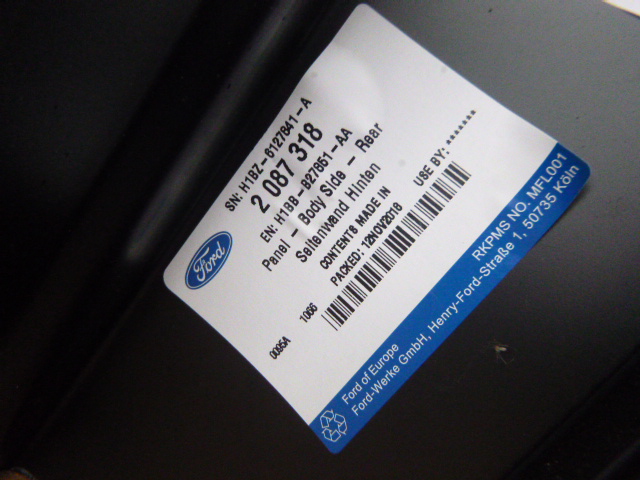 Ford
SN: H1BZ-6127841-A
2 087 318
EN: H1BB-B27851-AA
Panel - Body Side - Rear
Seitenwand Hinten
CONTENTS MADE IN
PACKED: 12NOV2018
USE BY: *******
0095A 1066
RKPMS NO. MFL001
Ford of Europe
Ford-Werke GmbH, Henry-Ford-Straße 1, 50735 Köln